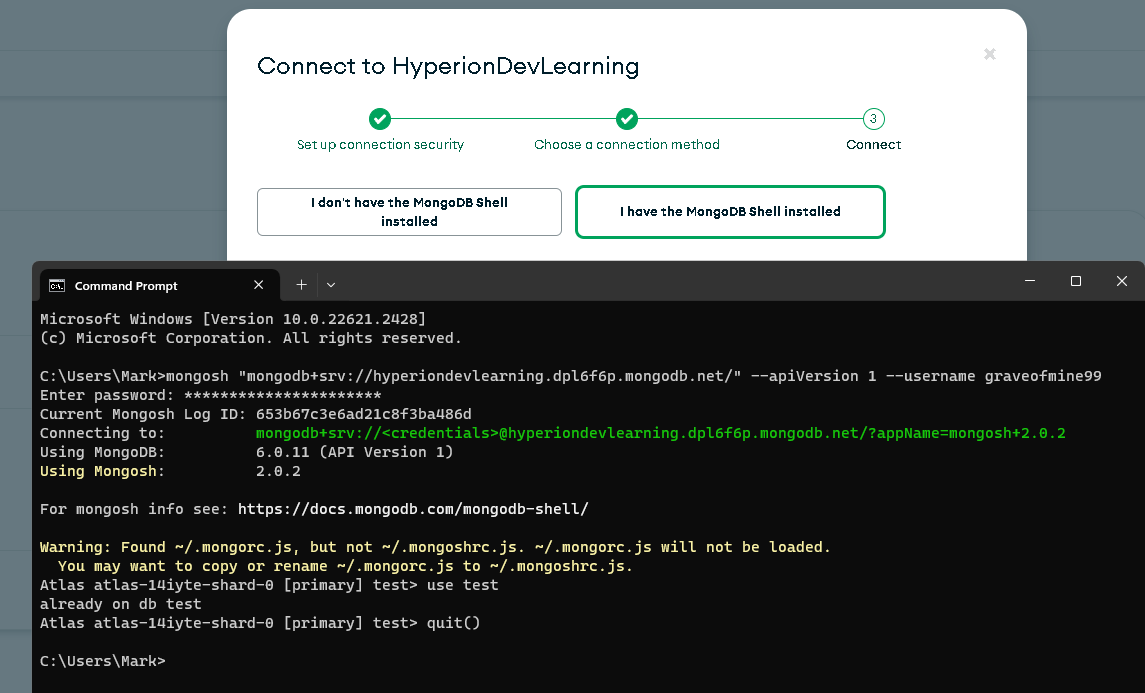 Connect to HyperionDevLearning
Set up connection security
Choose a connection method
3
Connect
I don't have the MongoDB Shell
installed
I have the MongoDB Shell installed
Command Prompt
Microsoft Windows [Version 10.0.22621.2428]
(c) Microsoft Corporation. All rights reserved.
C:\Users\Mark>mongosh "mongodb+srv://hyperiondevlearning.dpl6f6p.mongodb.net/" --apiVersion 1 --username graveofmine99
Enter password: **********************
Current Mongosh Log ID: 653b67c3e6ad21c8f3ba486d
Connecting to: mongodb+srv://<credentials>@hyperiondevlearning.dpl6f6p.mongodb.net/?appName=mongosh+2.0.2
Using MongoDB: 6.0.11 (API Version 1)
Using Mongosh: 2.0.2
For mongosh info see: https://docs.mongodb.com/mongodb-shell/
Warning: Found ~/.mongorc.js, but not ~/.mongoshrc.js. ~/.mongorc.js will not be loaded.
You may want to copy or rename ~/.mongorc.js to ~/.mongoshrc.js.
Atlas atlas-14iyte-shard-0 [primary] test> use test
already on db test
Atlas atlas-14iyte-shard-0 [primary] test> quit()
C:\Users\Mark>